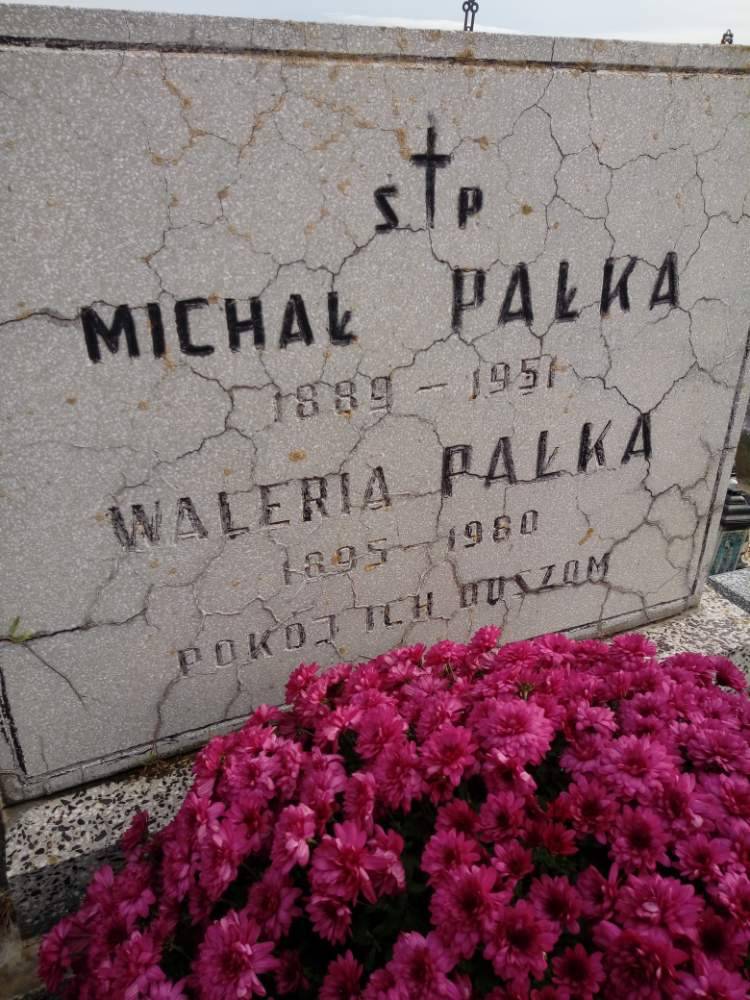 S † P
MICHAŁ PAŁKA
1889 - 1951
WALERIA PAŁKA
1895 - 1980
POKÓJ ICH DUSZOM